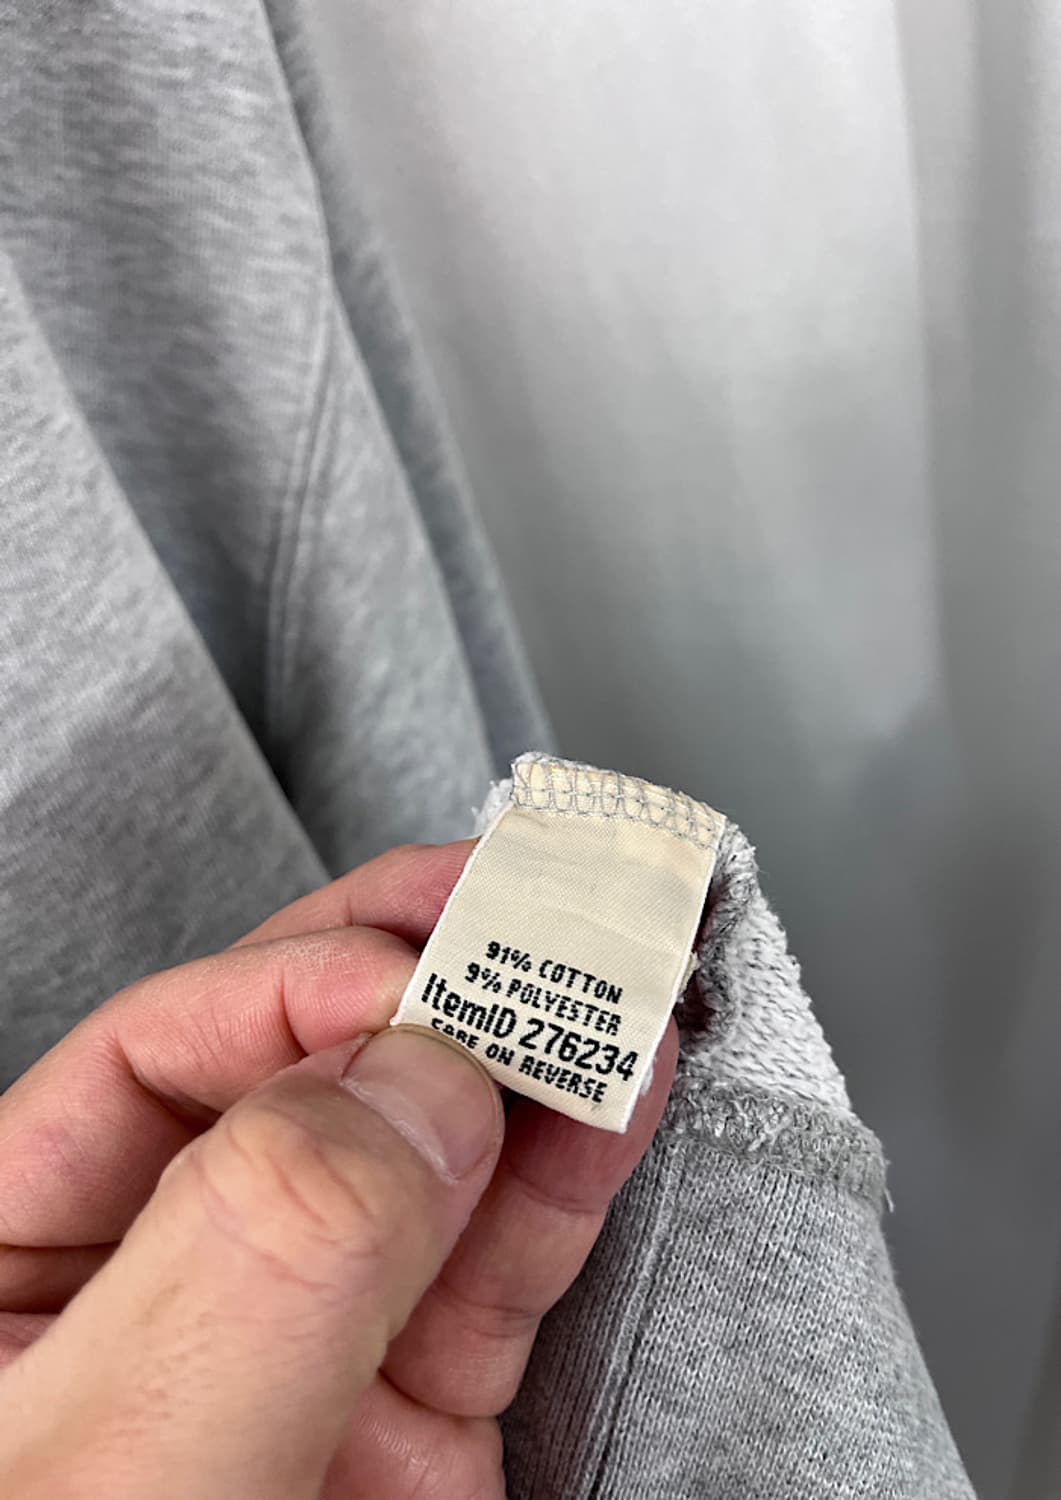 91% COTTON
9% POLYESTER
ItemID 276234
CARE ON REVERSE